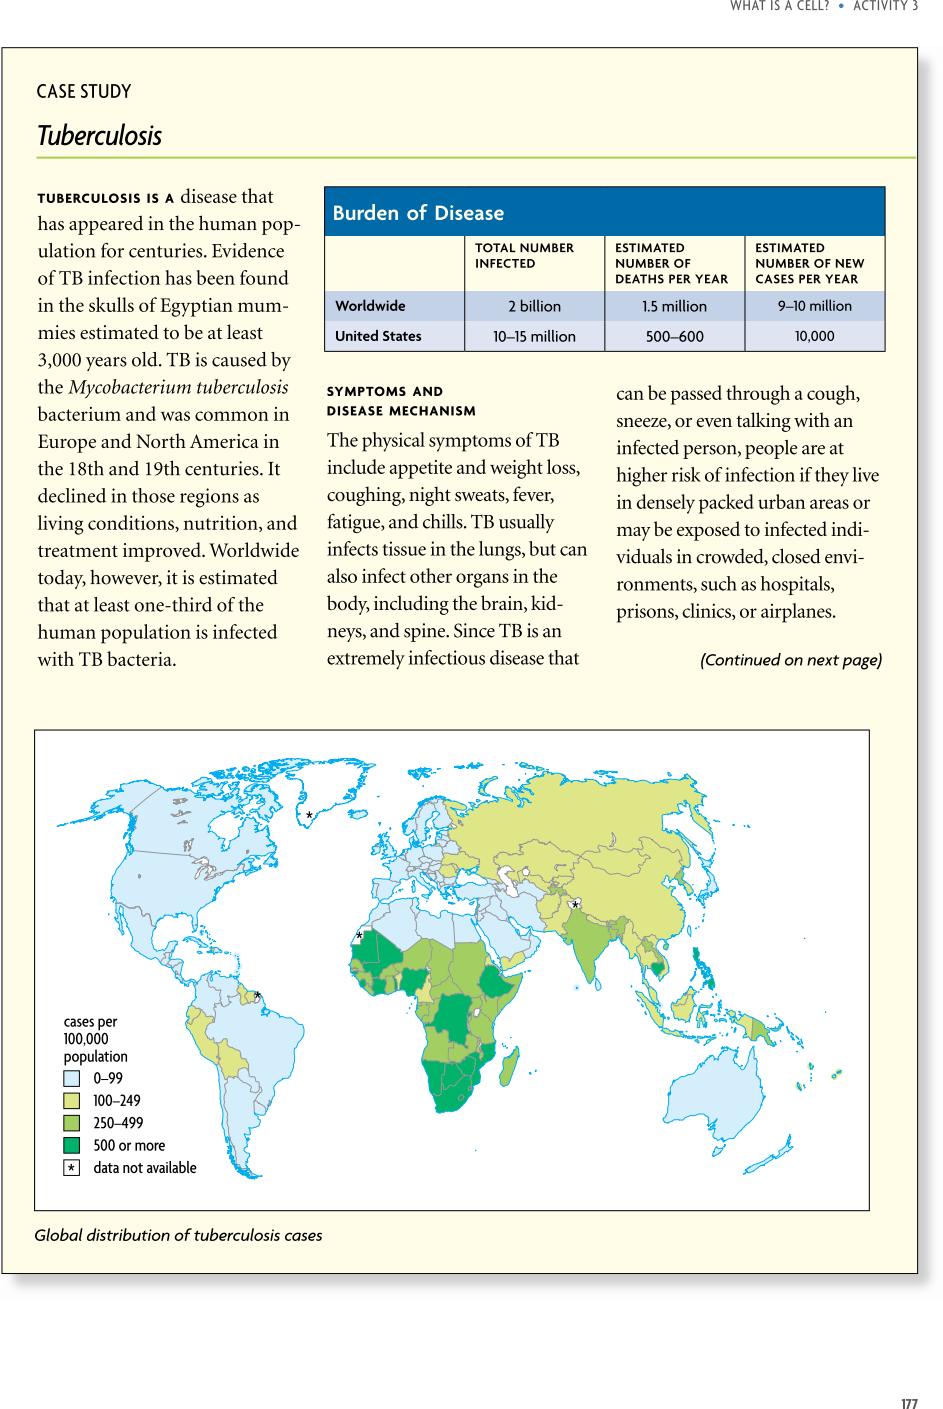 WHAT IS A CELL? • ACTIVITY 3
CASE STUDY
Tuberculosis
TUBERCULOSIS IS A disease that
has appeared in the human pop-
ulation for centuries. Evidence
of TB infection has been found
in the skulls of Egyptian mum-
mies estimated to be at least
3,000 years old. TB is caused by
the Mycobacterium tuberculosis
bacterium and was common in
Europe and North America in
the 18th and 19th centuries. It
declined in those regions as
living conditions, nutrition, and
treatment improved. Worldwide
today, however, it is estimated
that at least one-third of the
human population is infected
with TB bacteria.
Burden of Disease
TOTAL NUMBER
INFECTED
ESTIMATED
NUMBER OF
DEATHS PER YEAR
ESTIMATED
NUMBER OF NEW
CASES PER YEAR
Worldwide 2 billion 1.5 million 9–10 million
United States 10–15 million 500–600 10,000
SYMPTOMS AND
DISEASE MECHANISM
The physical symptoms of TB
include appetite and weight loss,
coughing, night sweats, fever,
fatigue, and chills. TB usually
infects tissue in the lungs, but can
also infect other organs in the
body, including the brain, kid-
neys, and spine. Since TB is an
extremely infectious disease that
can be passed through a cough,
sneeze, or even talking with an
infected person, people are at
higher risk of infection if they live
in densely packed urban areas or
may be exposed to infected indi-
viduals in crowded, closed envi-
ronments, such as hospitals,
prisons, clinics, or airplanes.
(Continued on next page)
*
*
*
*
cases per
100,000
population
0–99
100–249
250–499
500 or more
* data not available
Global distribution of tuberculosis cases
177